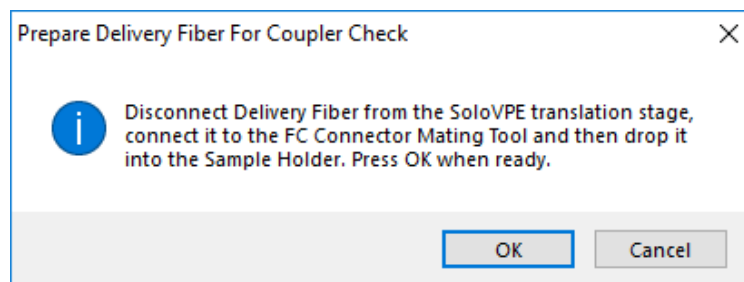 Prepare Delivery Fiber For Coupler Check
Disconnect Delivery Fiber from the SoloVPE translation stage,
connect it to the FC Connector Mating Tool and then drop it
into the Sample Holder. Press OK when ready.
OK
Cancel